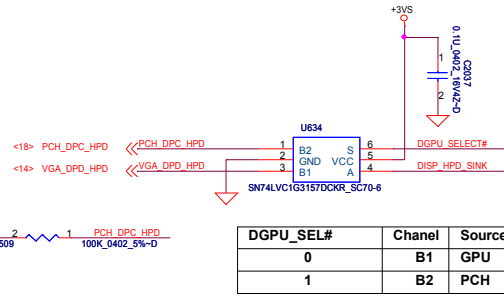 +3VS
1
C2037
0.1U_0402_16V4Z~D
2
U634
<18> PCH_DPC_HPD PCH_DPC_HPD 1 B2 S 6 DGPU_SELECT#
2 GND VCC 5
<14> VGA_DPD_HPD VGA_DPD_HPD 3 B1 A 4 DISP_HPD_SINK
SN74LVC1G3157DCKR_SC70-6
2 1 PCH_DPC_HPD
509 100K_0402_5%~D
DGPU_SEL# Chanel Source
0 B1 GPU
1 B2 PCH